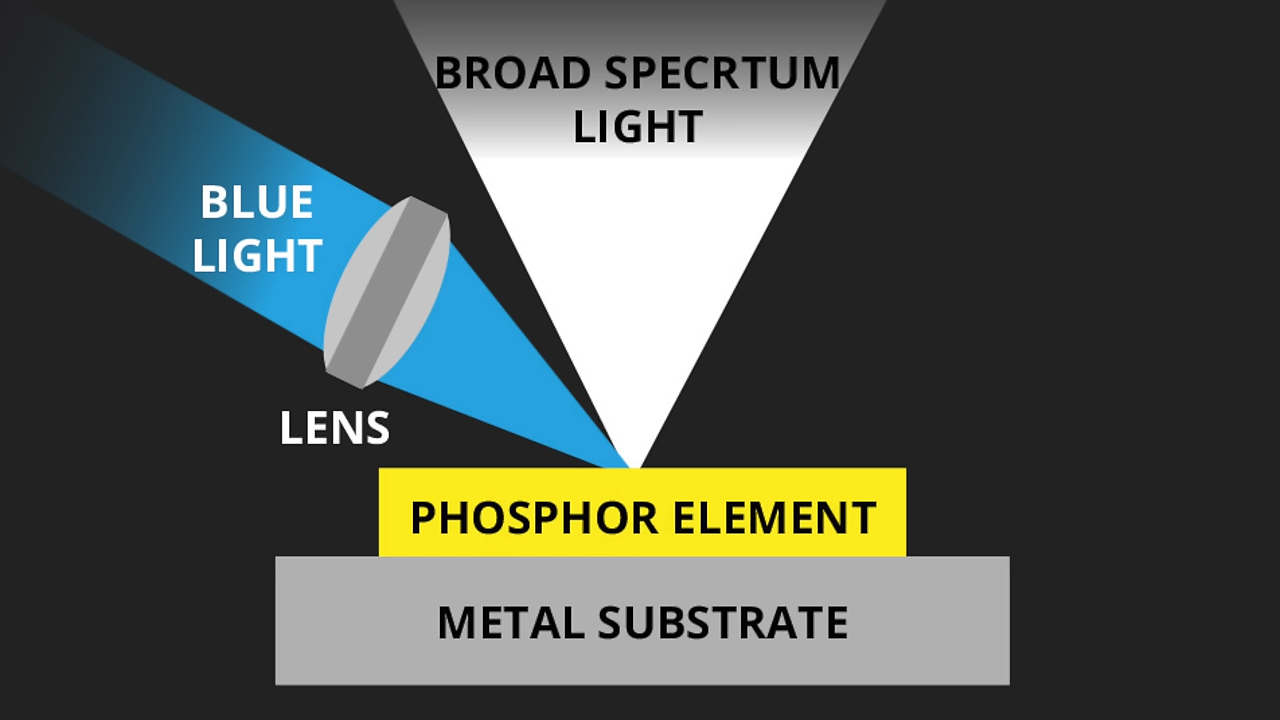 BROAD SPECRTUM
LIGHT
BLUE
LIGHT
LENS
PHOSPHOR ELEMENT
METAL SUBSTRATE